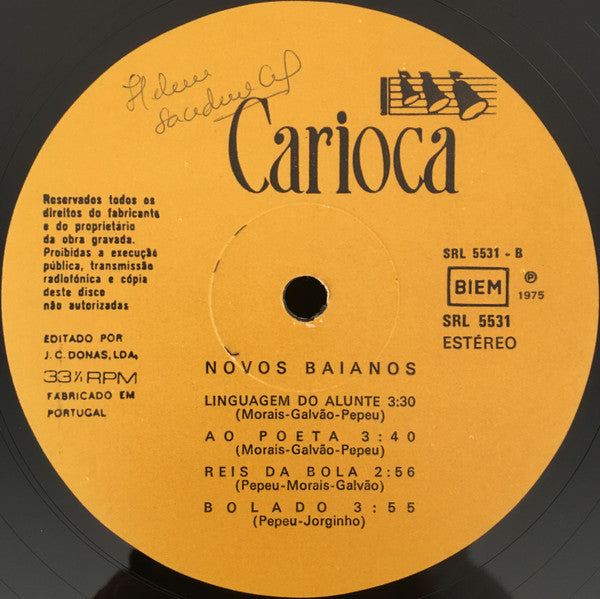 Carioca
Reservados todos os
direitos do fabricante
e do proprietário
da obra gravada.
Proibidas a execução
pública, transmissão
radiofónica e cópia
deste disco
não autorizadas
EDITADO POR
J. C. DONAS, LDA,
33⅓ RPM
FABRICADO EM
PORTUGAL
SRL 5531 - B
BIEM ℗ 1975
SRL 5531
ESTÉREO
NOVOS BAIANOS
LINGUAGEM DO ALUNTE 3:30
(Morais-Galvão-Pepeu)
AO POETA 3:40
(Morais-Galvão-Pepeu)
REIS DA BOLA 2:56
(Pepeu-Morais-Galvão)
BOLADO 3:55
(Pepeu-Jorginho)